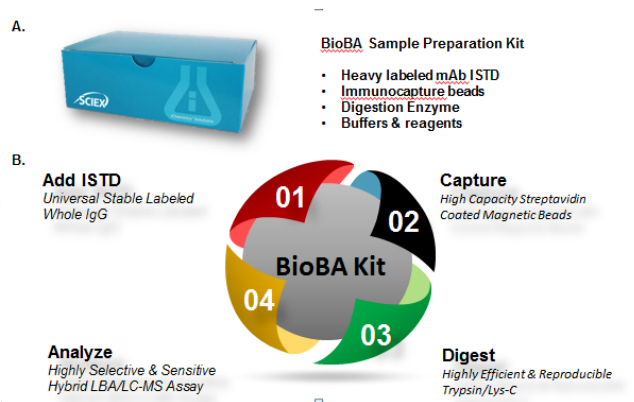 A.
BioBA Sample Preparation Kit
• Heavy labeled mAb ISTD
• Immunocapture beads
• Digestion Enzyme
• Buffers & reagents
SCIEX
Chemistry Solutions
B.
Add ISTD
Universal Stable Labeled
Whole IgG
01
02
Capture
High Capacity Streptavidin
Coated Magnetic Beads
BioBA Kit
04
03
Analyze
Highly Selective & Sensitive
Hybrid LBA/LC-MS Assay
Digest
Highly Efficient & Reproducible
Trypsin/Lys-C